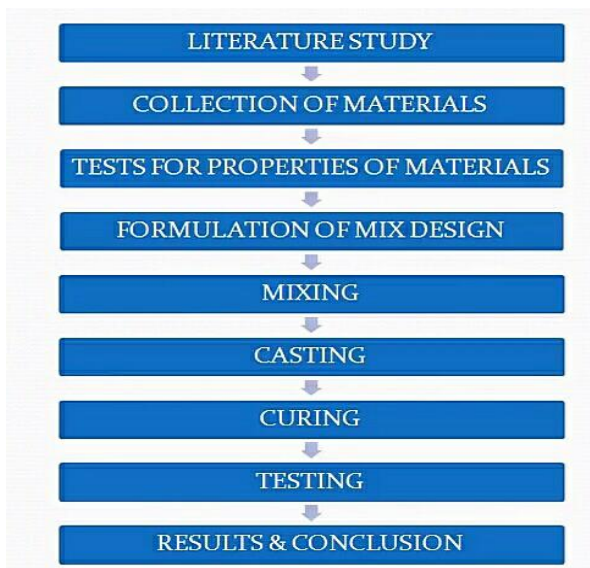 LITERATURE STUDY
COLLECTION OF MATERIALS
TESTS FOR PROPERTIES OF MATERIALS
FORMULATION OF MIX DESIGN
MIXING
CASTING
CURING
TESTING
RESULTS & CONCLUSION